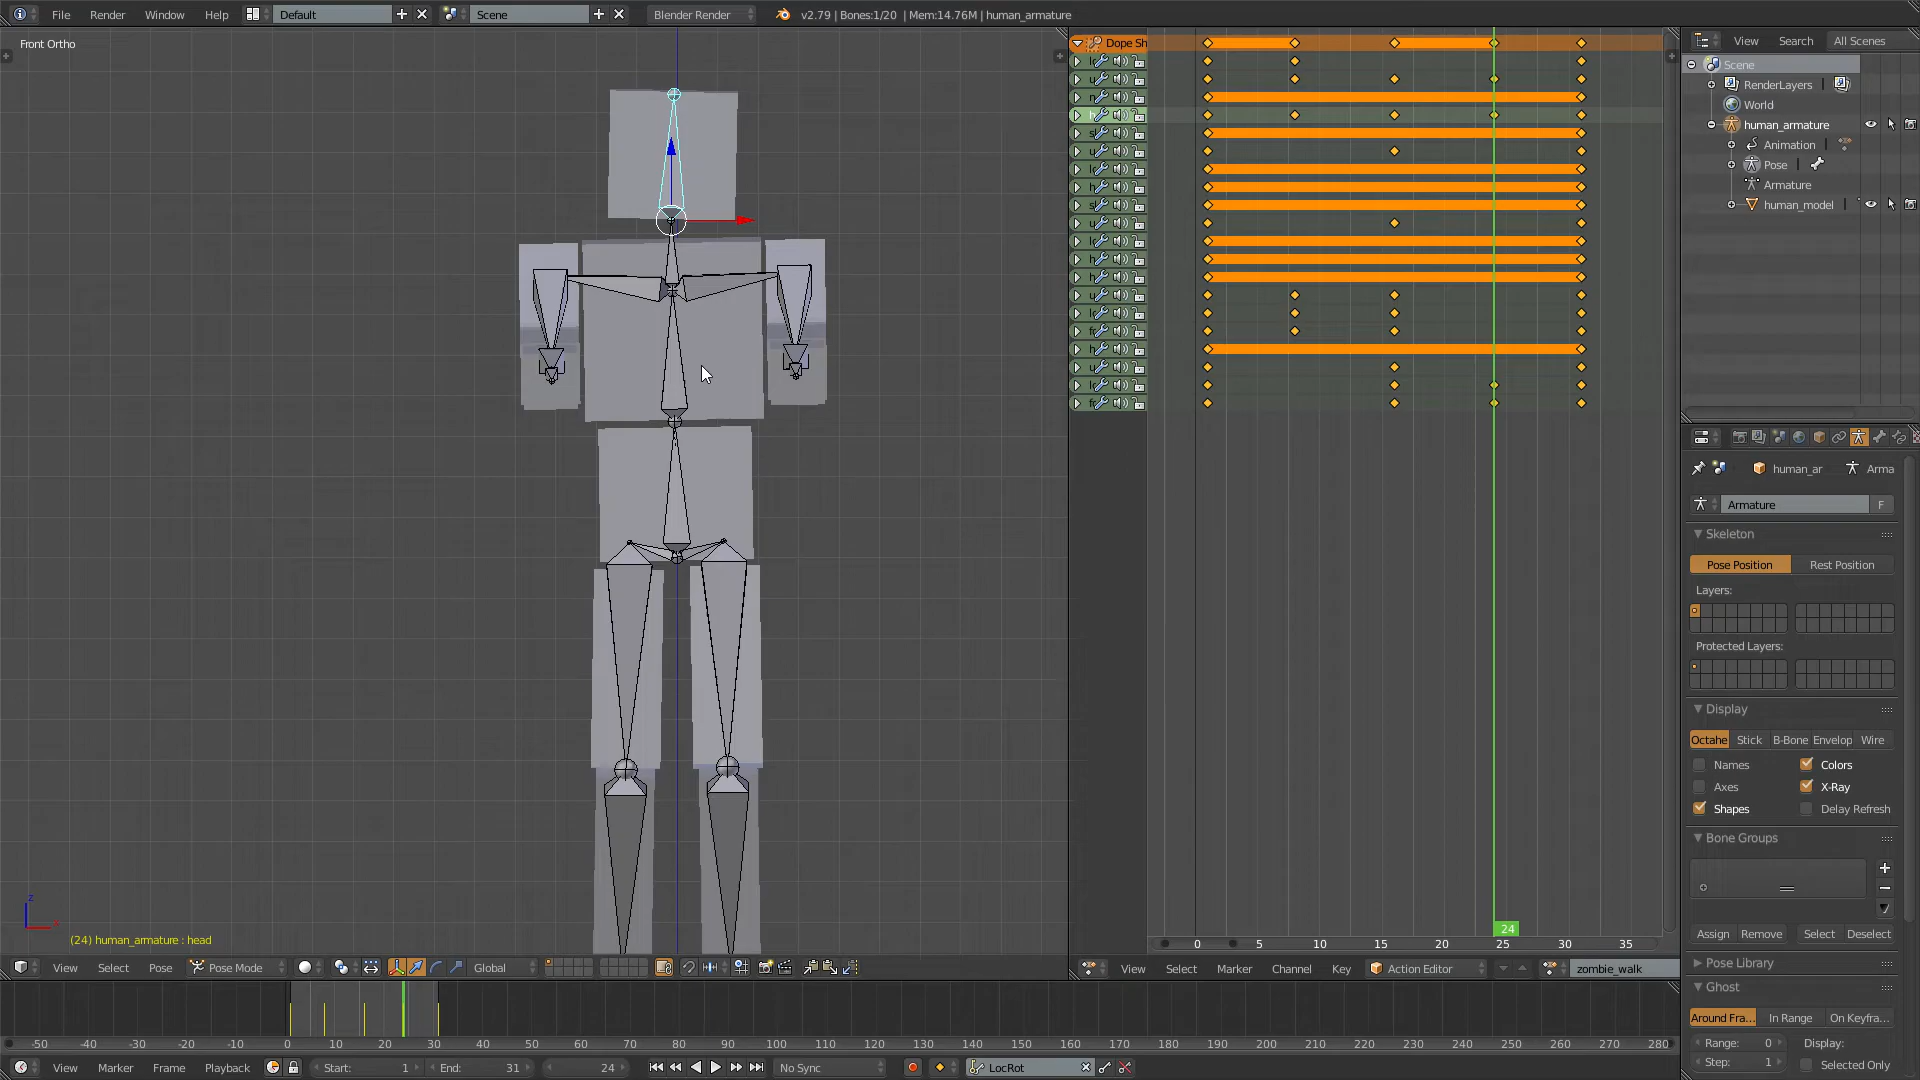 File Render Window Help Default Scene Blender Render v2.79 | Bones:1/20 | Mem:14.76M | human_armature
Front Ortho
Dope Sh
View Search All Scenes
Scene
RenderLayers
World
human_armature
Animation
Pose
Armature
human_model
human_ar Arma
Armature F
Skeleton
Pose Position Rest Position
Layers:
Protected Layers:
Display
Octahe Stick B-Bone Envelop Wire
Names Colors
Axes X-Ray
Shapes Delay Refresh
Bone Groups
Assign Remove Select Deselect
Pose Library
Ghost
Around Fra... In Range On Keyfra...
Range: 0 Display:
Step: 1 Selected Only
z
(24) human_armature : head
24
0 5 10 15 20 25 30 35
View Select Pose Pose Mode Global
View Select Marker Channel Key Action Editor zombie_walk
-50 -40 -30 -20 -10 0 10 20 30 40 50 60 70 80 90 100 110 120 130 140 150 160 170 180 190 200 210 220 230 240 250 260 270 280
View Marker Frame Playback Start: 1 End: 31 24 No Sync LocRot